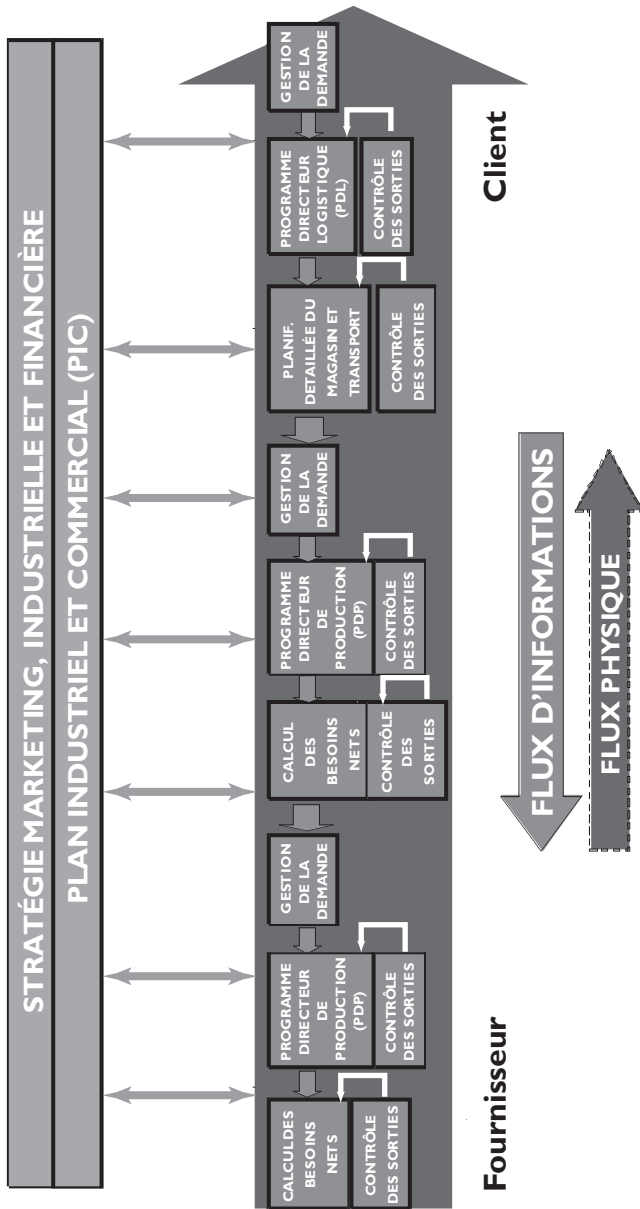 STRATÉGIE MARKETING, INDUSTRIELLE ET FINANCIÈRE
PLAN INDUSTRIEL ET COMMERCIAL (PIC)
CALCULDES
BESOINS
NETS
CONTRÔLE
DES SORTIES
PROGRAMME
DIRECTEUR
DE
PRODUCTION
(PDP)
CONTRÔLE
DES SORTIES
GESTION
DE LA
DEMANDE
CALCUL
DES
BESOINS
NETS
CONTRÔLE
DES
SORTIES
PROGRAMME
DIRECTEUR
DE
PRODUCTION
(PDP)
CONTRÔLE
DES SORTIES
GESTION
DE LA
DEMANDE
PLANIF.
DETAILLÉE DU
MAGASIN ET
TRANSPORT
CONTRÔLE
DES SORTIES
PROGRAMME
DIRECTEUR
LOGISTIQUE
(PDL)
CONTRÔLE
DES SORTIES
GESTION
DE LA
DEMANDE
Fournisseur
Client
FLUX D'INFORMATIONS
FLUX PHYSIQUE